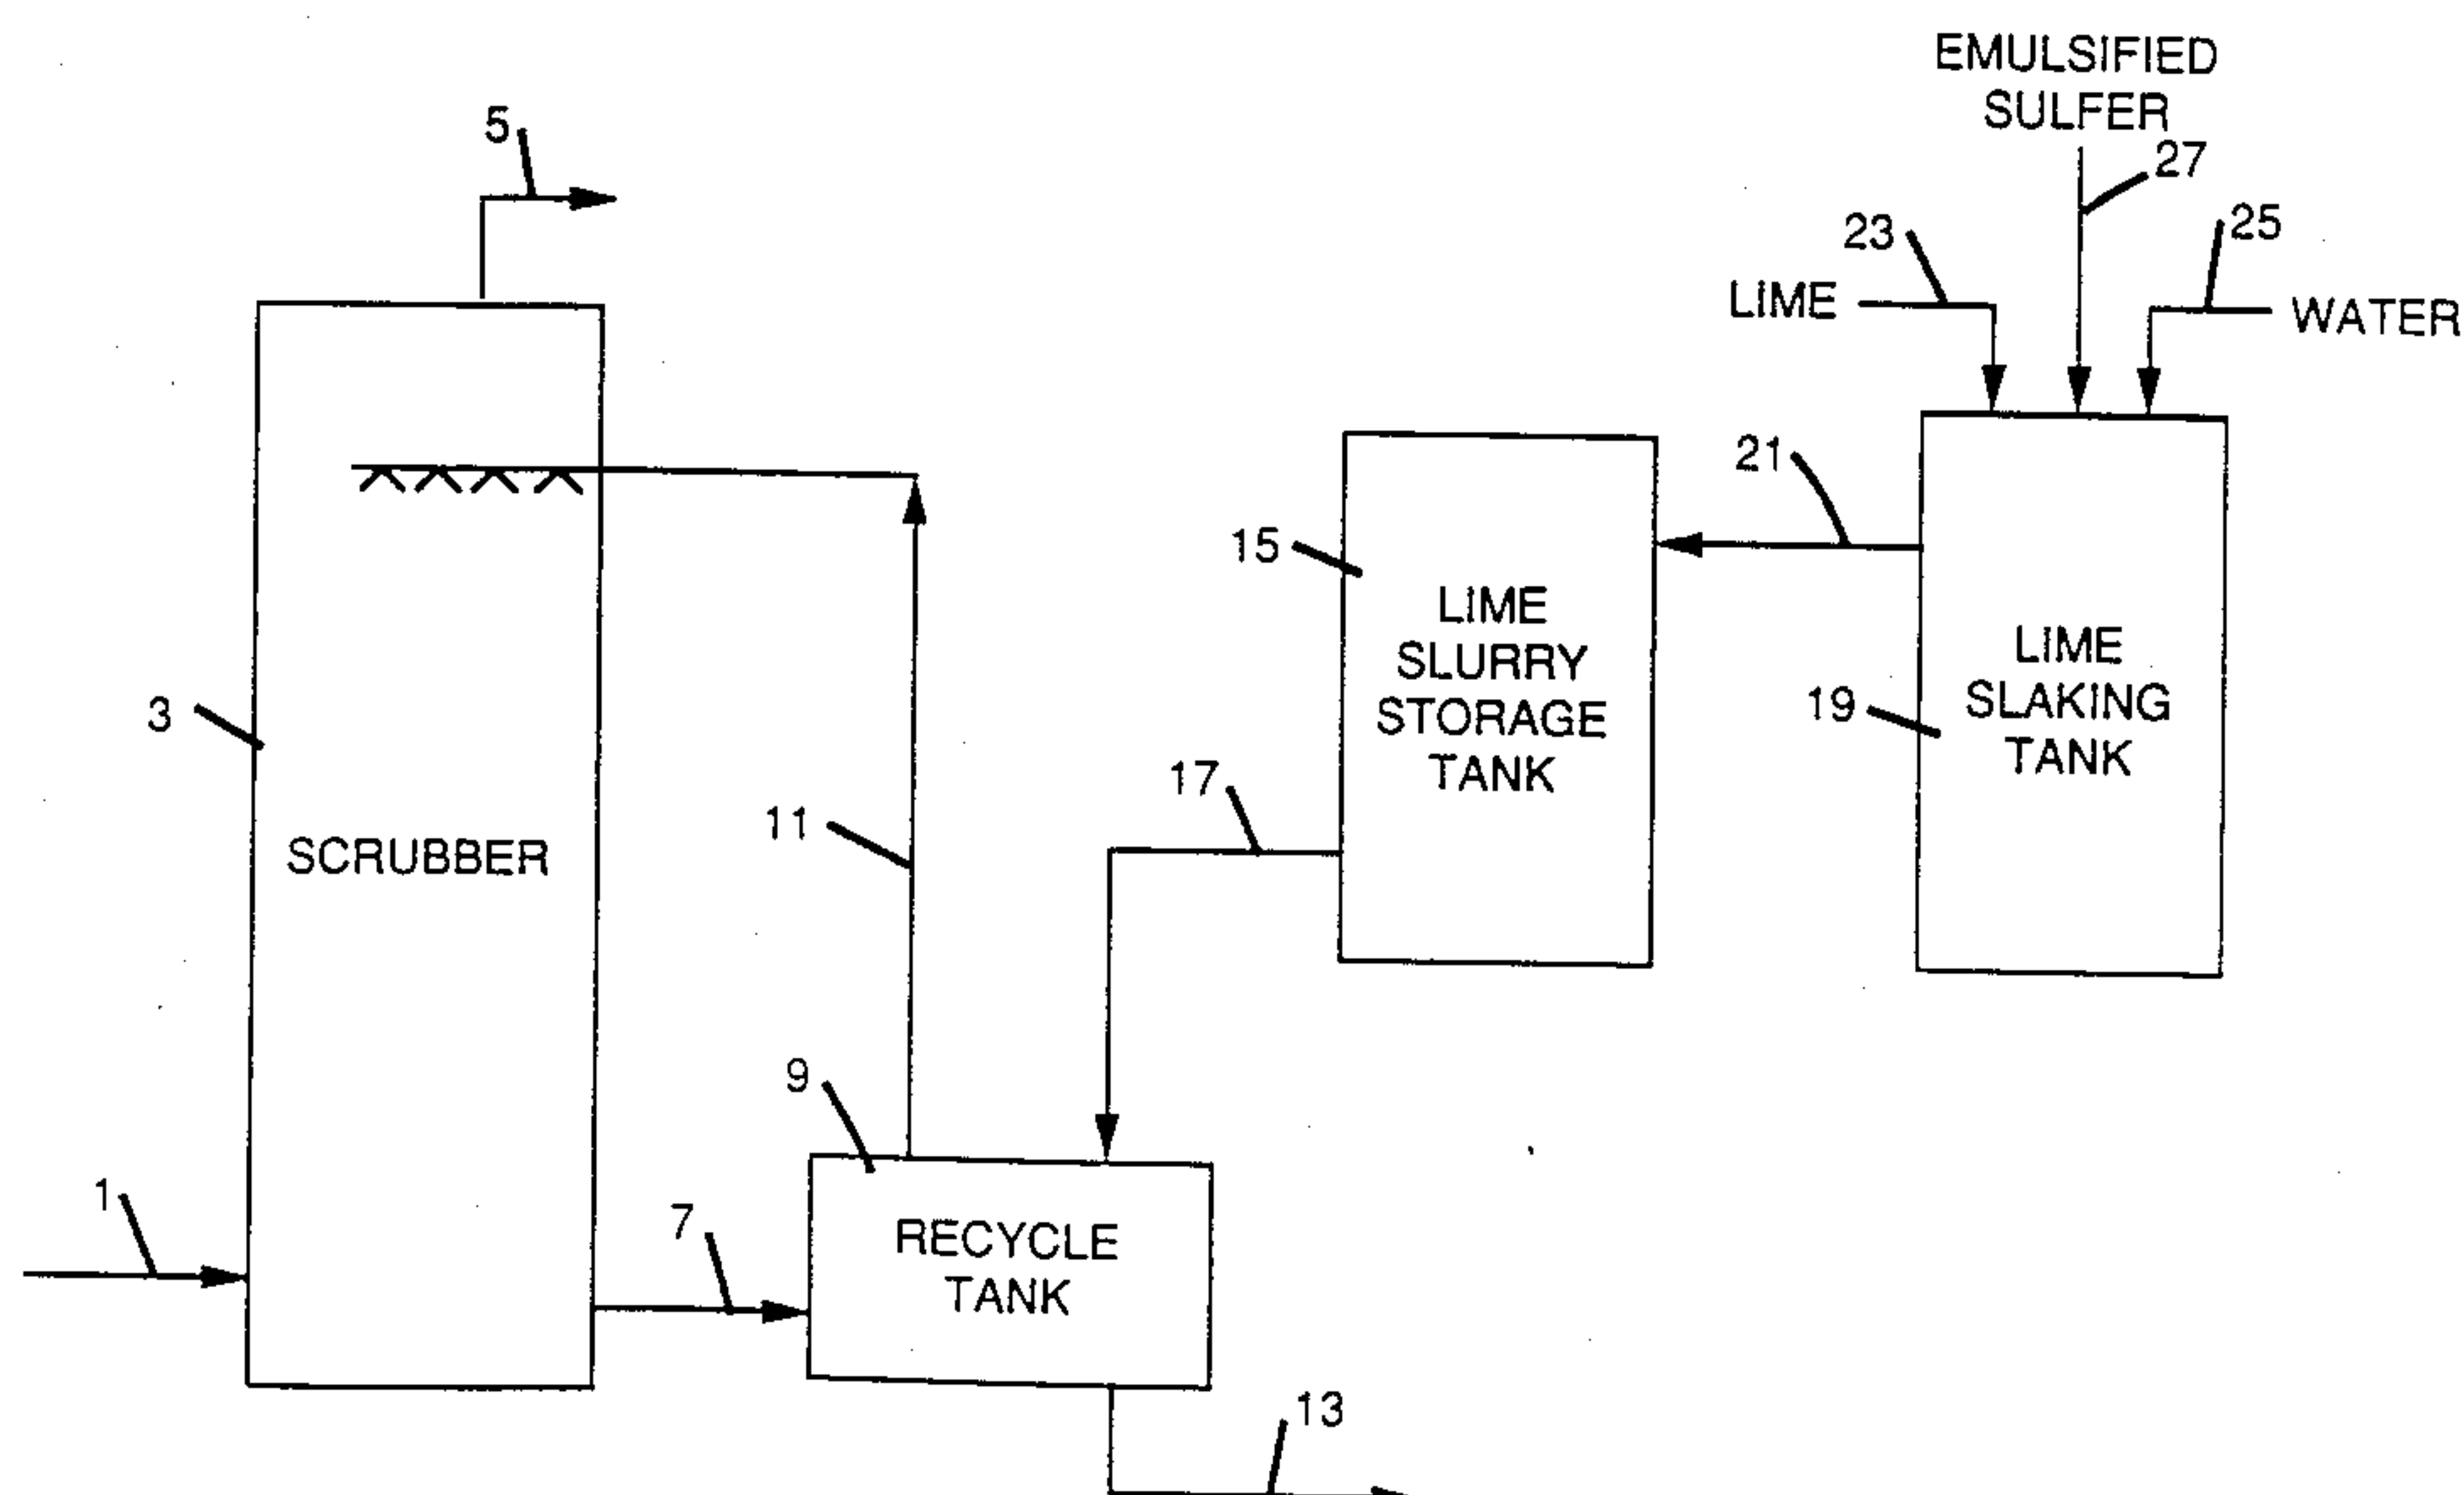 EMULSIFIED
SULFER
5
27
23
25
LIME
WATER
21
15
LIME
SLURRY
STORAGE
TANK
LIME
SLAKING
TANK
19
3
17
11
SCRUBBER
9
1
7
RECYCLE
TANK
13